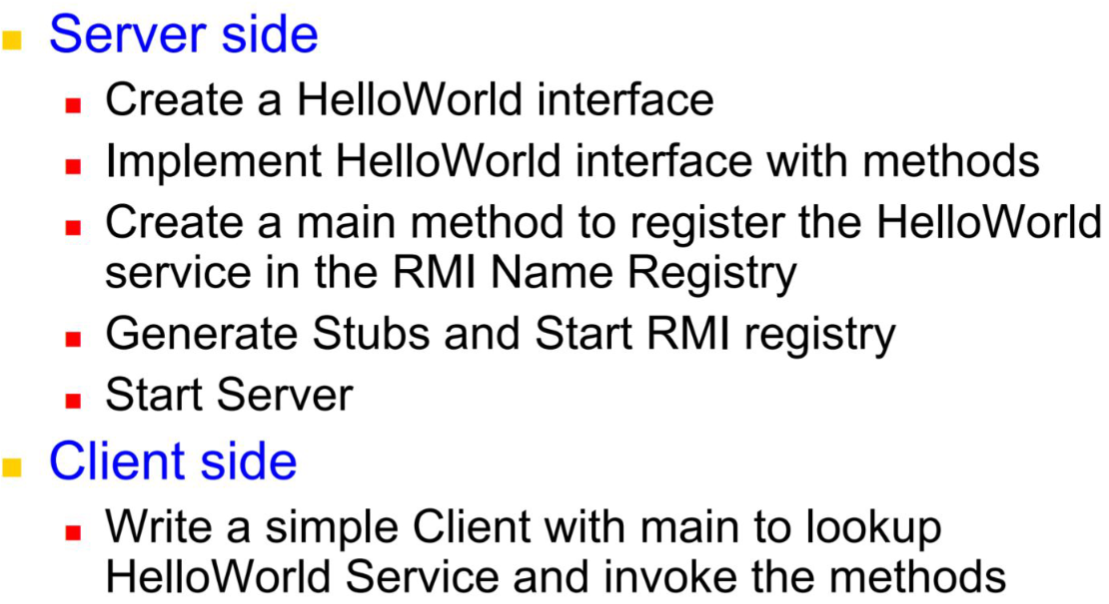 Server side
Create a HelloWorld interface
Implement HelloWorld interface with methods
Create a main method to register the HelloWorld
service in the RMI Name Registry
Generate Stubs and Start RMI registry
Start Server
Client side
Write a simple Client with main to lookup
HelloWorld Service and invoke the methods